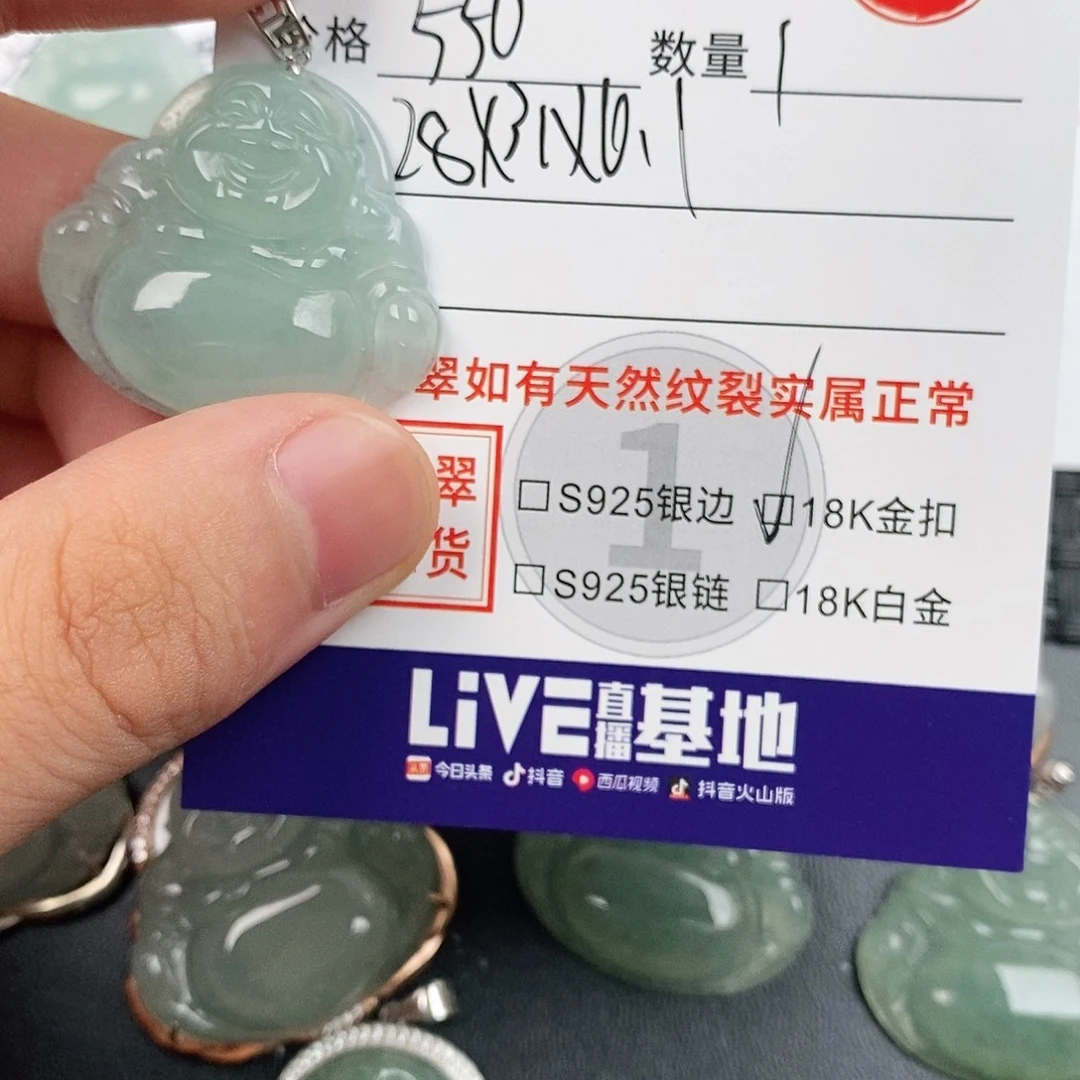 价格 550 数量 1
28X31X6.1
翠如有天然纹裂实属正常
翠
货
1
□S925银边 □18K金扣
□S925银链 □18K白金
LiVE直播基地
今日头条 抖音 西瓜视频 抖音火山版